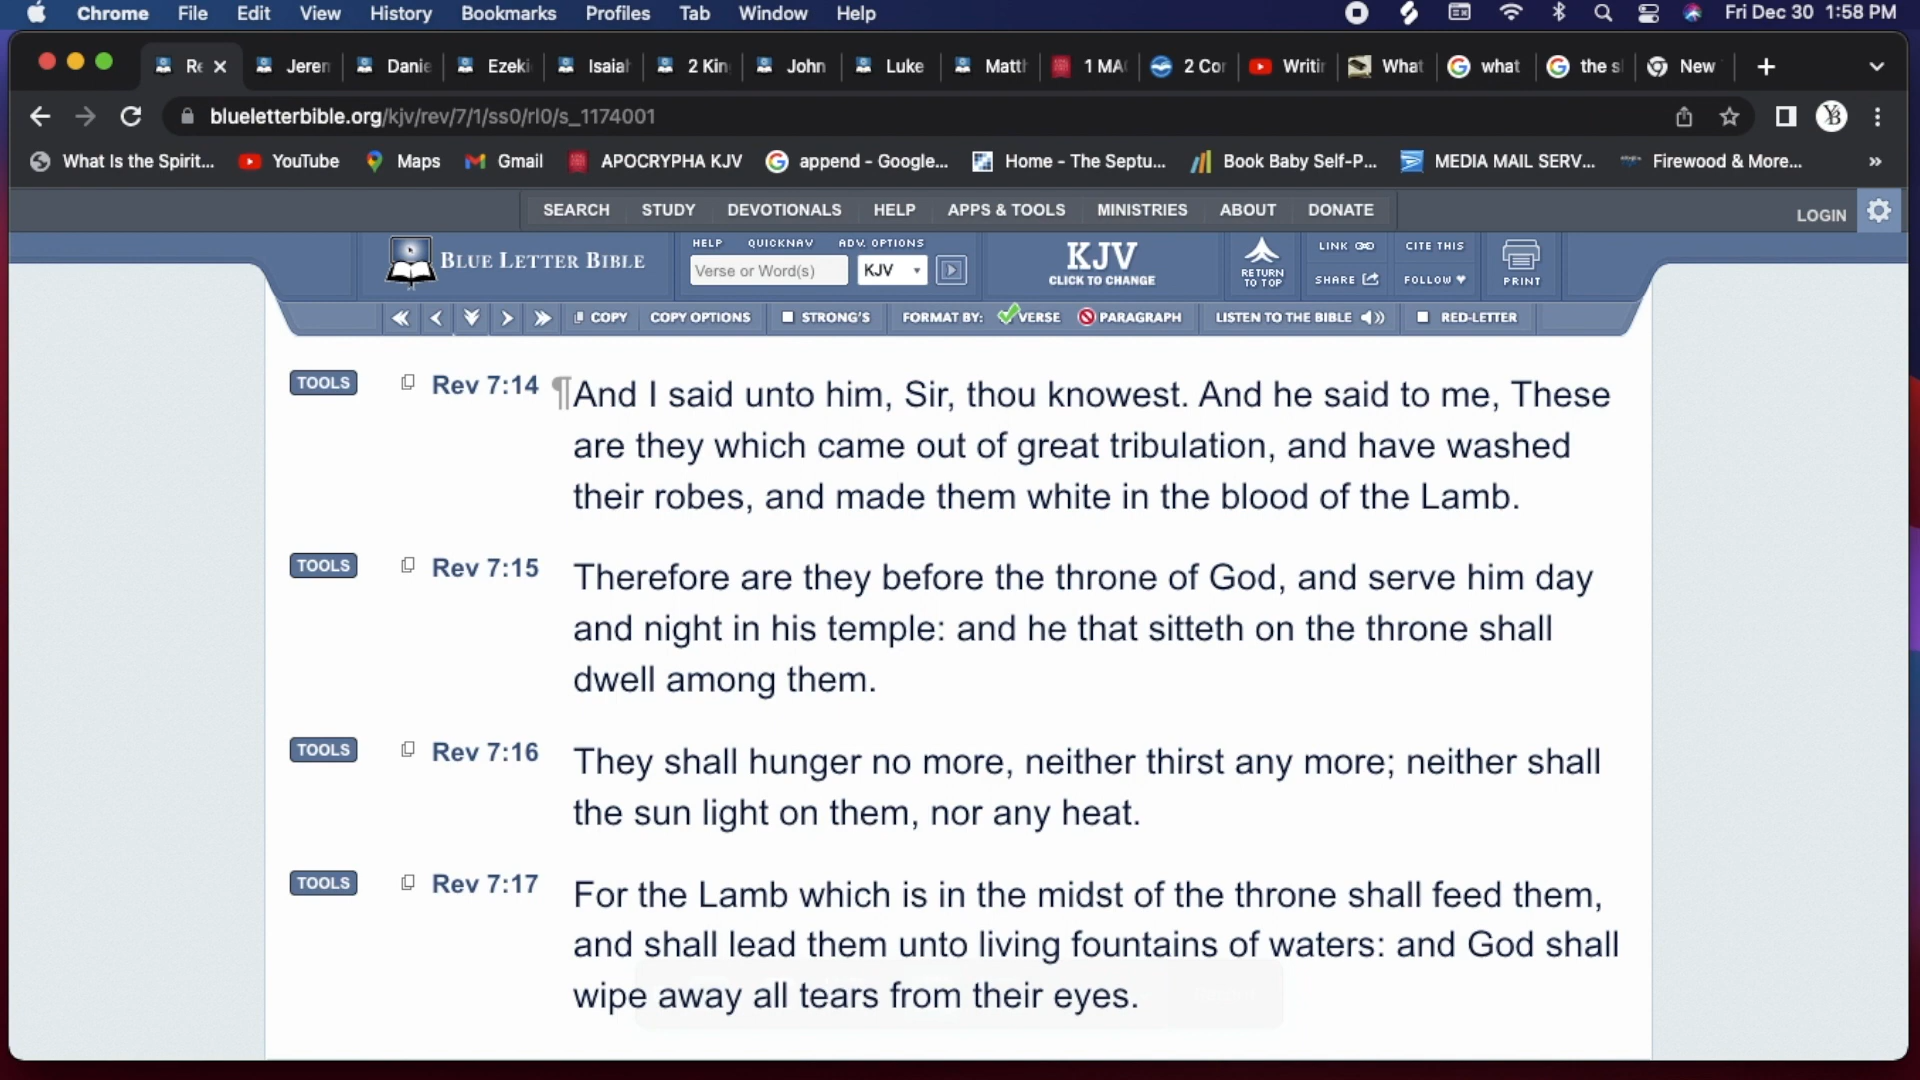 Chrome File Edit View History Bookmarks Profiles Tab Window Help Fri Dec 30 1:58 PM
Re Jerem Danie Ezeki Isaiah 2 Kin John Luke Matth 1 MA 2 Cor Writin What what the s New
blueletterbible.org/kjv/rev/7/1/ss0/rl0/s_1174001
What Is the Spirit... YouTube Maps Gmail APOCRYPHA KJV append - Google... Home - The Septu... Book Baby Self-P... MEDIA MAIL SERV... Firewood & More... »
SEARCH STUDY DEVOTIONALS HELP APPS & TOOLS MINISTRIES ABOUT DONATE LOGIN
HELP QUICKNAV ADV. OPTIONS LINK CITE THIS
BLUE LETTER BIBLE Verse or Word(s) KJV KJV
CLICK TO CHANGE RETURN TO TOP SHARE FOLLOW PRINT
COPY COPY OPTIONS STRONG'S FORMAT BY: VERSE PARAGRAPH LISTEN TO THE BIBLE RED-LETTER
TOOLS Rev 7:14 ¶And I said unto him, Sir, thou knowest. And he said to me, These
are they which came out of great tribulation, and have washed
their robes, and made them white in the blood of the Lamb.
TOOLS Rev 7:15 Therefore are they before the throne of God, and serve him day
and night in his temple: and he that sitteth on the throne shall
dwell among them.
TOOLS Rev 7:16 They shall hunger no more, neither thirst any more; neither shall
the sun light on them, nor any heat.
TOOLS Rev 7:17 For the Lamb which is in the midst of the throne shall feed them,
and shall lead them unto living fountains of waters: and God shall
wipe away all tears from their eyes.